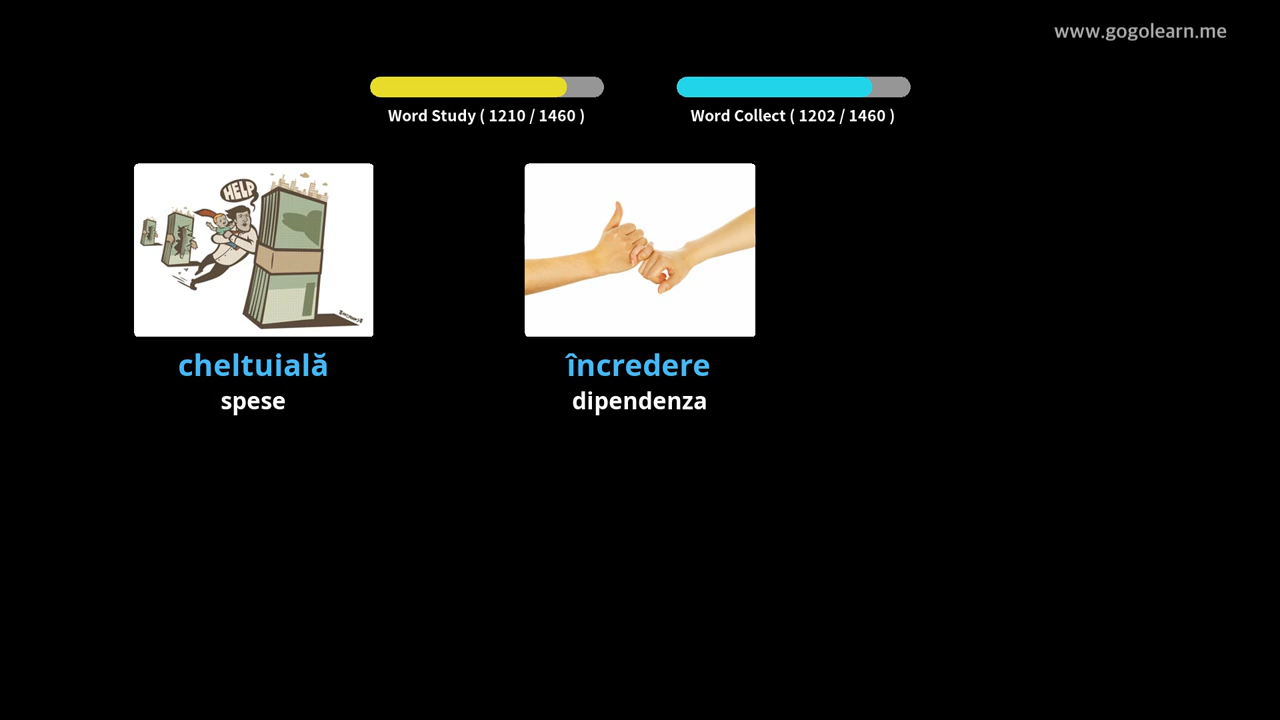 www.gogolearn.me
Word Study ( 1210 / 1460 )
Word Collect ( 1202 / 1460 )
HELP
cheltuială
încredere
spese
dipendenza